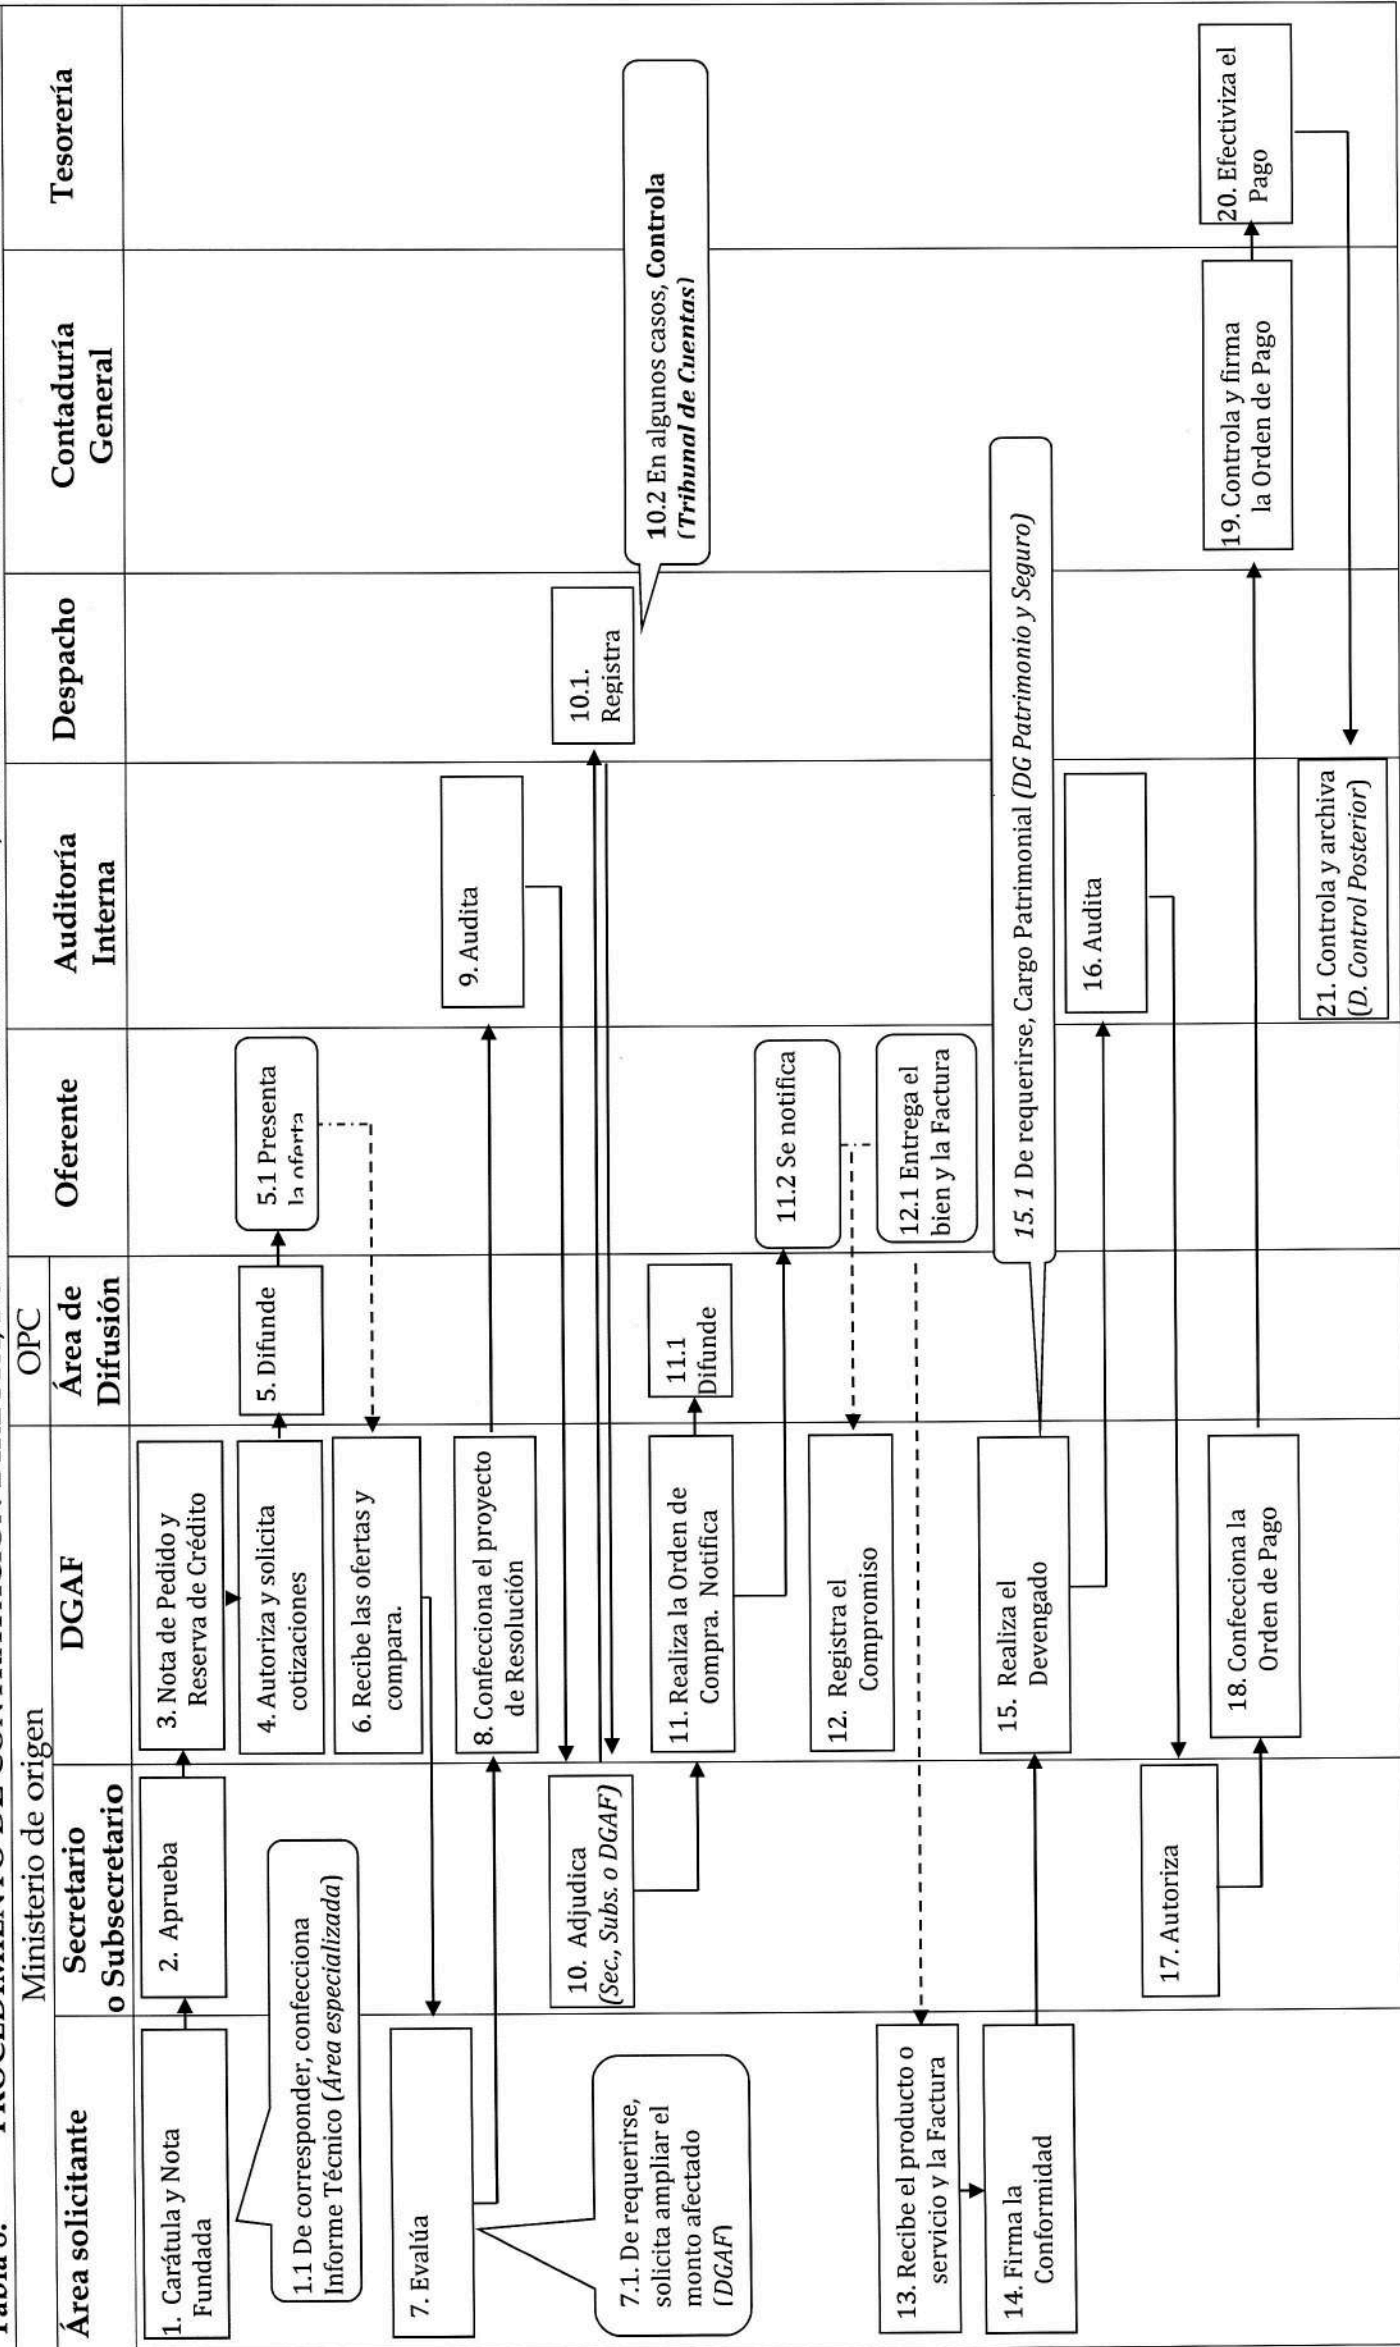 Ministerio de origen
OPC
Área solicitante
Secretario
o Subsecretario
DGAF
Área de
Difusión
Oferente
Auditoría
Interna
Despacho
Contaduría
General
Tesorería
1. Carátula y Nota
Fundada
2. Aprueba
3. Nota de Pedido y
Reserva de Crédito
1.1 De corresponder, confecciona
Informe Técnico (Área especializada)
4. Autoriza y solicita
cotizaciones
5. Difunde
5.1 Presenta
la oferta
6. Recibe las ofertas y
compara.
7. Evalúa
8. Confecciona el proyecto
de Resolución
9. Audita
7.1. De requerirse,
solicita ampliar el
monto afectado
(DGAF)
10. Adjudica
(Sec., Subs. o DGAF)
10.1.
Registra
10.2 En algunos casos, Controla
(Tribunal de Cuentas)
11. Realiza la Orden de
Compra. Notifica
11.1
Difunde
11.2 Se notifica
12. Registra el
Compromiso
12.1 Entrega el
bien y la Factura
13. Recibe el producto o
servicio y la Factura
14. Firma la
Conformidad
15. Realiza el
Devengado
15. 1 De requerirse, Cargo Patrimonial (DG Patrimonio y Seguro)
16. Audita
17. Autoriza
18. Confecciona la
Orden de Pago
19. Controla y firma
la Orden de Pago
20. Efectiviza el
Pago
21. Controla y archiva
(D. Control Posterior)